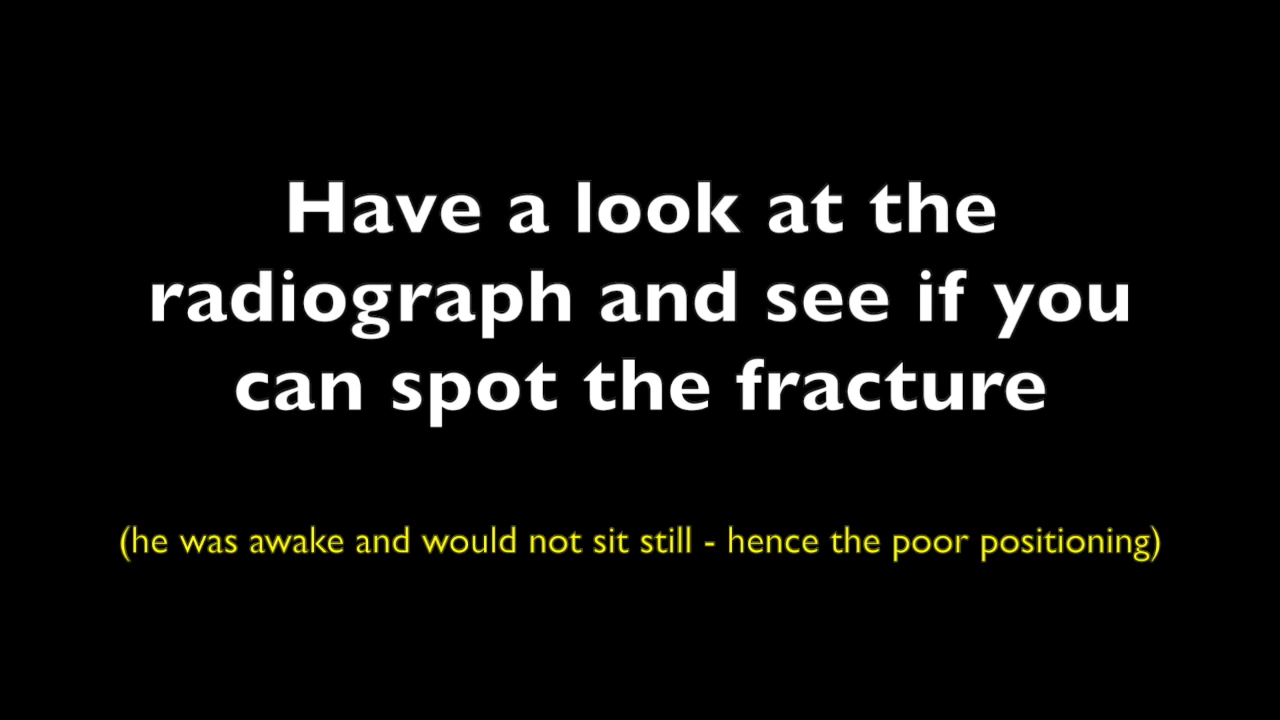 Have a look at the
radiograph and see if you
can spot the fracture
(he was awake and would not sit still - hence the poor positioning)